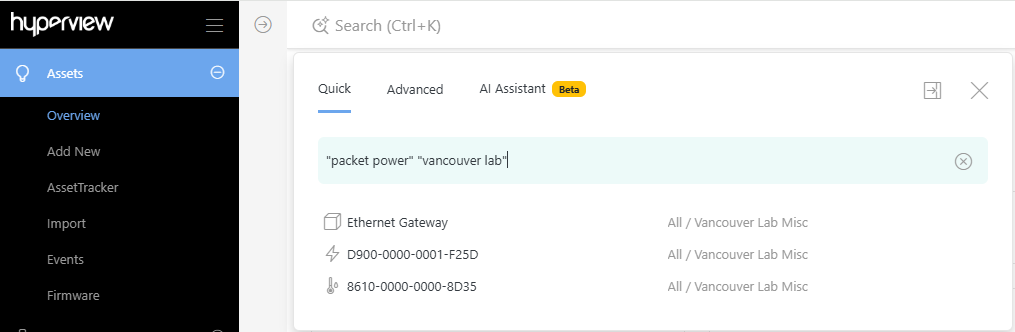 hyperview
Search (Ctrl+K)
Assets
Overview
Add New
AssetTracker
Import
Events
Firmware
Quick
Advanced
AI Assistant Beta
"packet power" "vancouver lab"
Ethernet Gateway All / Vancouver Lab Misc
D900-0000-0001-F25D All / Vancouver Lab Misc
8610-0000-0000-8D35 All / Vancouver Lab Misc